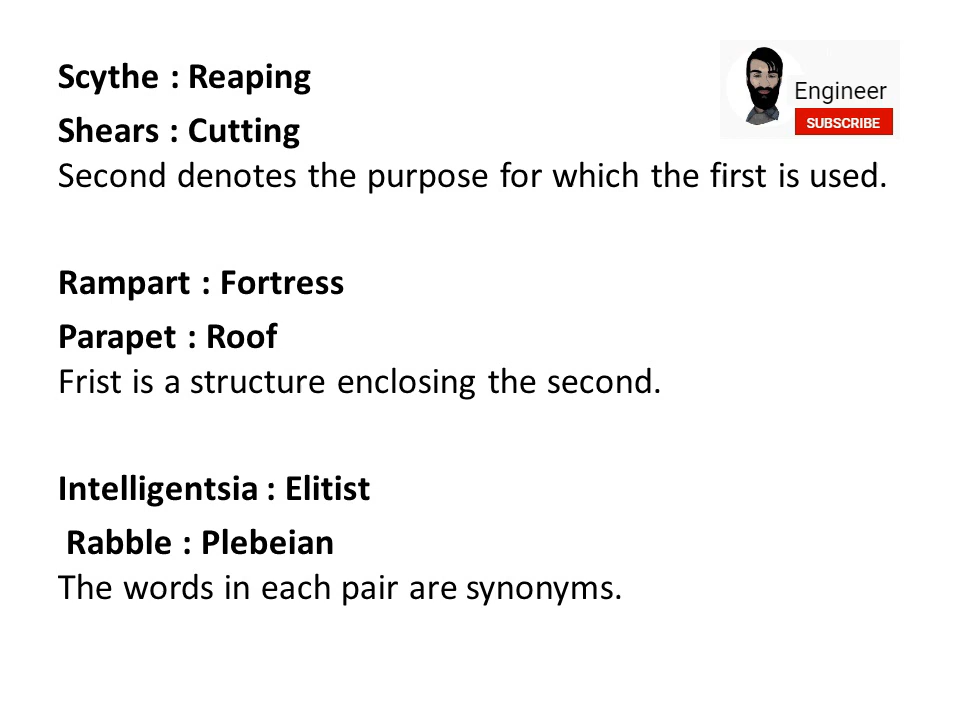 Scythe : Reaping
Engineer
Shears : Cutting
SUBSCRIBE
Second denotes the purpose for which the first is used.
Rampart : Fortress
Parapet : Roof
Frist is a structure enclosing the second.
Intelligentsia : Elitist
Rabble : Plebeian
The words in each pair are synonyms.